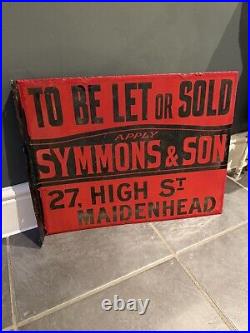 TO BE LET OR SOLD
APPLY
SYMMONS & SON
27, HIGH ST
MAIDENHEAD.